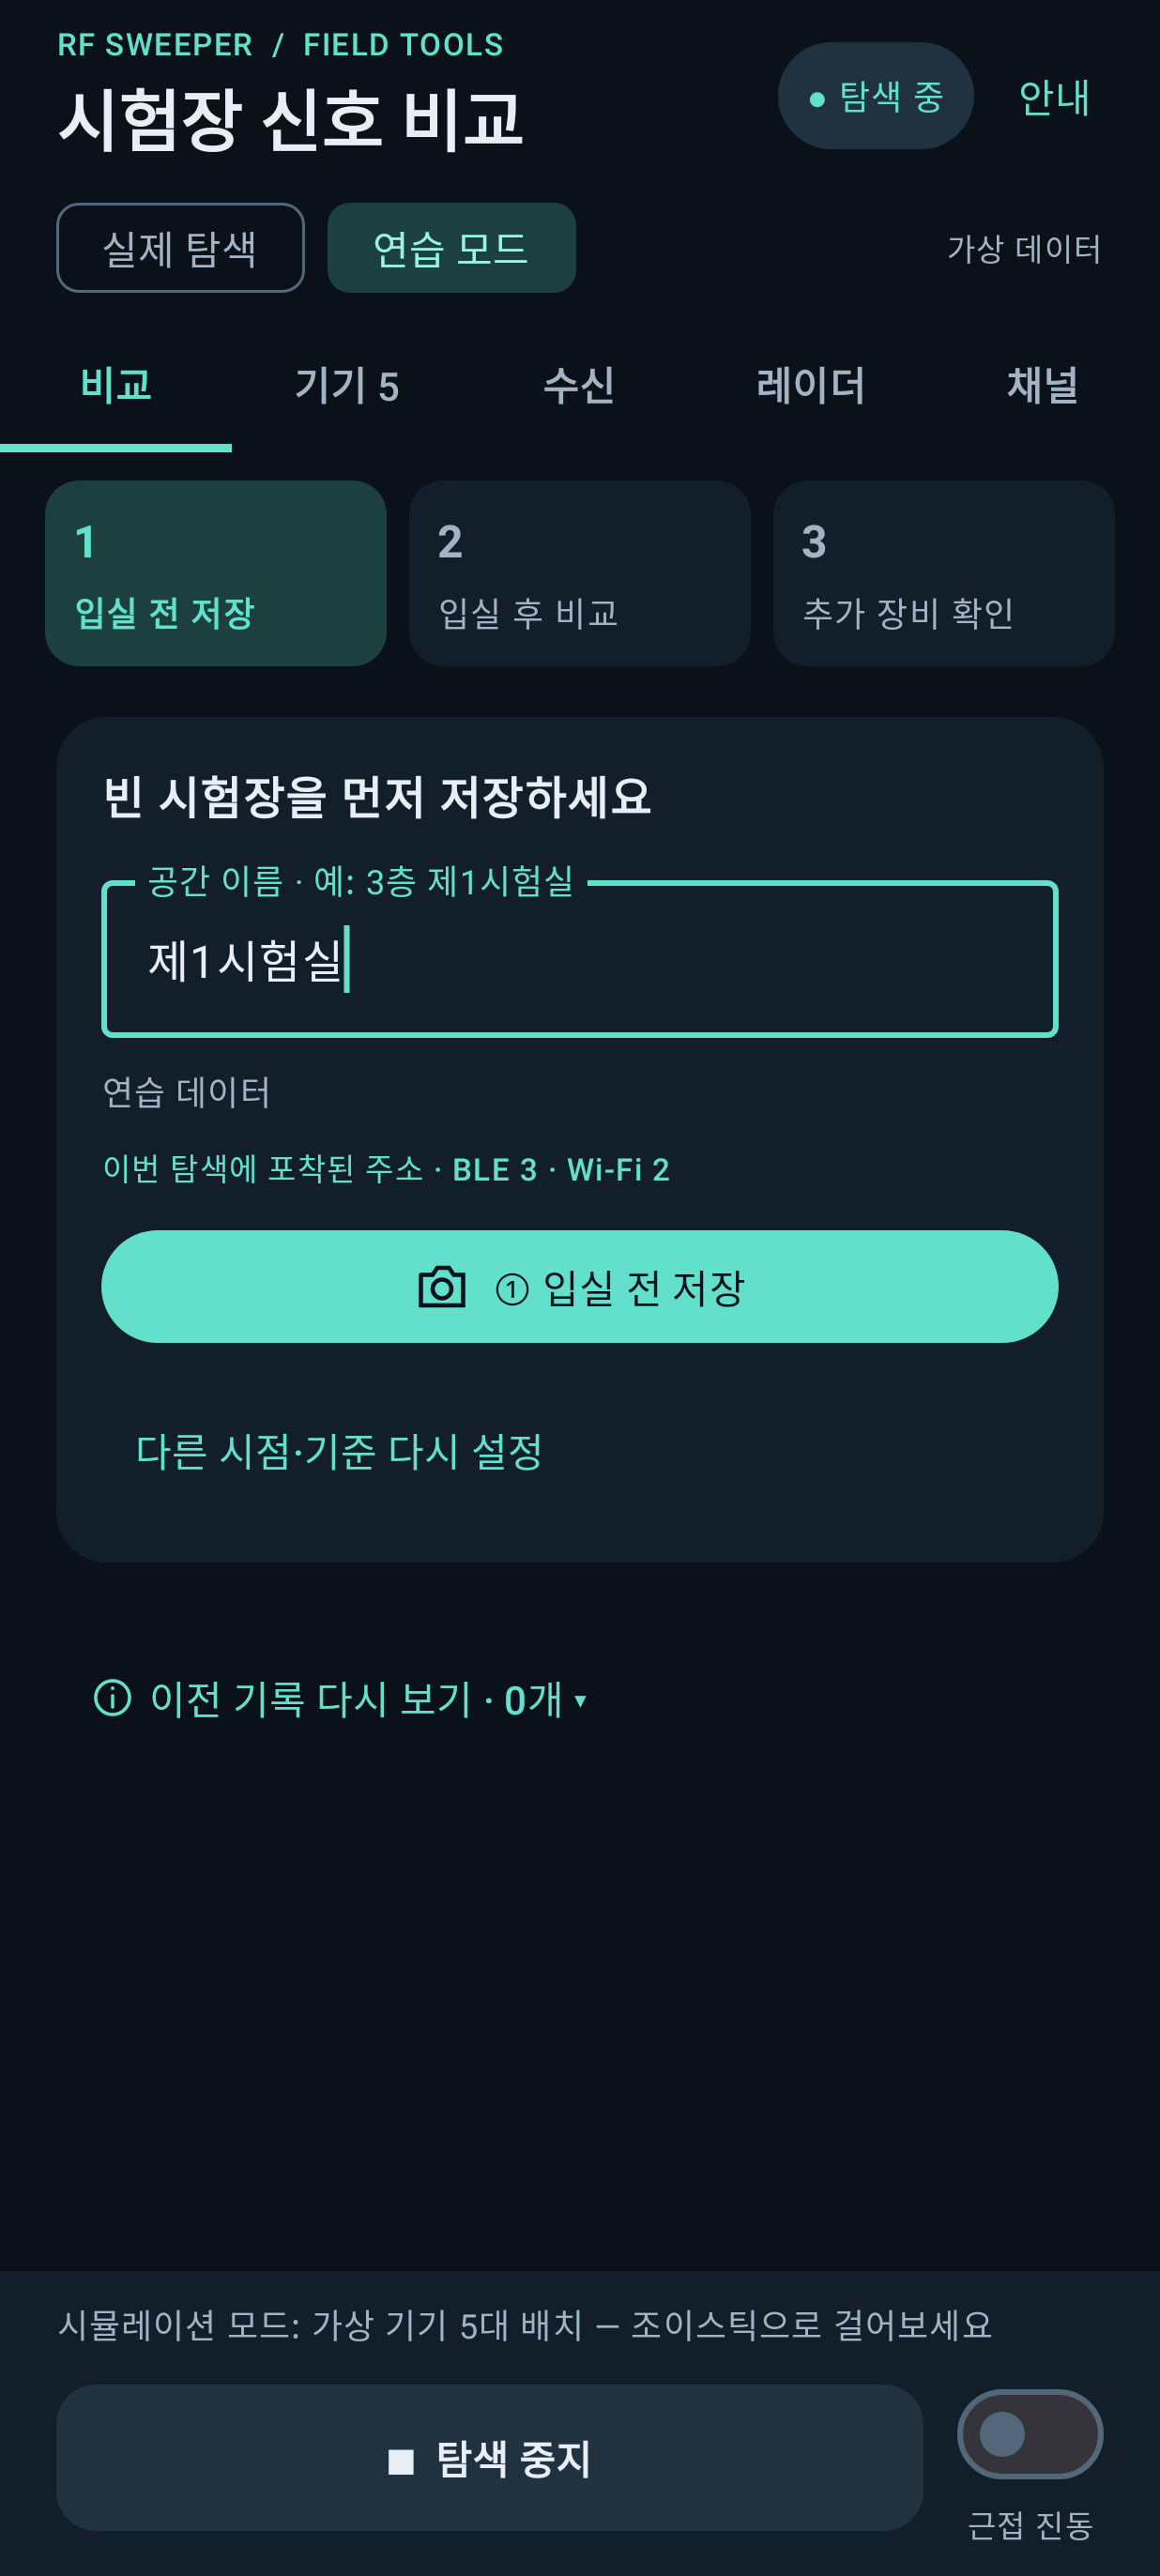 RF SWEEPER / FIELD TOOLS
시험장 신호 비교
● 탐색 중
안내
실제 탐색
연습 모드
가상 데이터
비교
기기 5
수신
레이더
채널
1
입실 전 저장
2
입실 후 비교
3
추가 장비 확인
빈 시험장을 먼저 저장하세요
공간 이름 · 예: 3층 제1시험실
제1시험실
연습 데이터
이번 탐색에 포착된 주소 · BLE 3 · Wi-Fi 2
① 입실 전 저장
다른 시점·기준 다시 설정
이전 기록 다시 보기 · 0개 ▾
시뮬레이션 모드: 가상 기기 5대 배치 — 조이스틱으로 걸어보세요
■ 탐색 중지
근접 진동